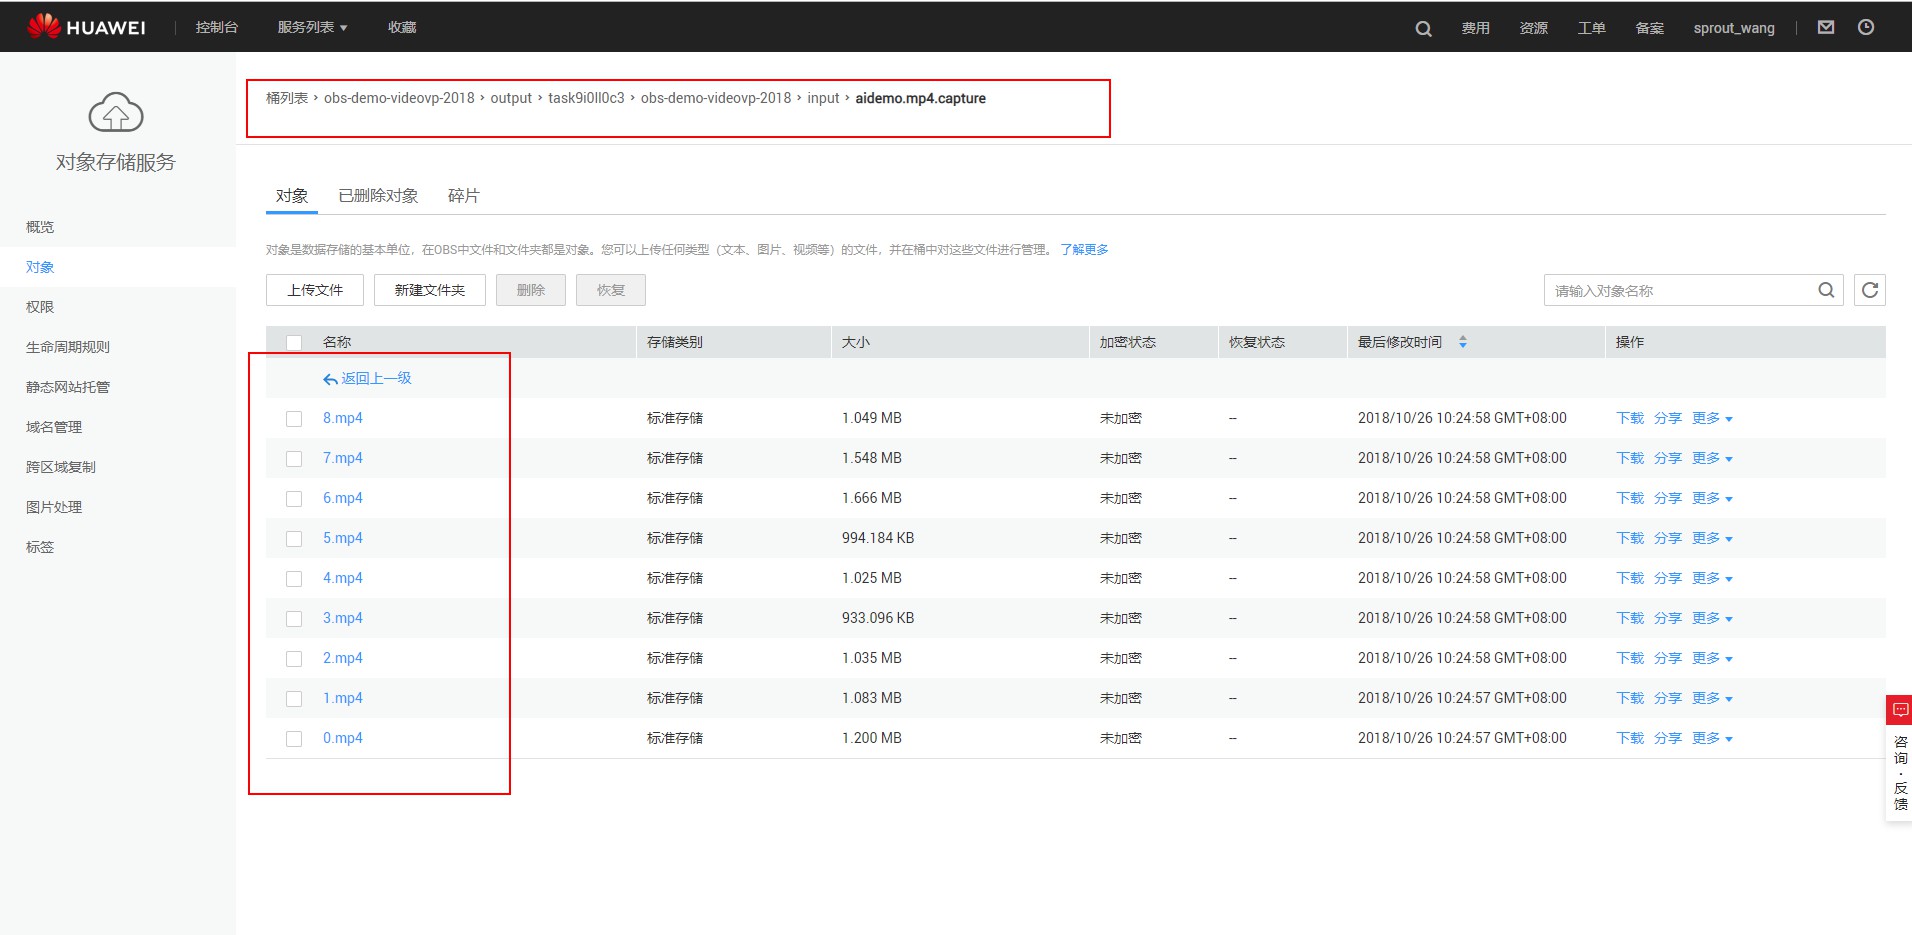 HUAWEI 控制台 服务列表 收藏 费用 资源 工单 备案 sprout_wang
对象存储服务
概览
对象
权限
生命周期规则
静态网站托管
域名管理
跨区域复制
图片处理
标签
桶列表 › obs-demo-videovp-2018 › output › task9i0ll0c3 › obs-demo-videovp-2018 › input › aidemo.mp4.capture
对象 已删除对象 碎片
对象是数据存储的基本单位，在OBS中文件和文件夹都是对象。您可以上传任何类型（文本、图片、视频等）的文件，并在桶中对这些文件进行管理。 了解更多
上传文件 新建文件夹 删除 恢复 请输入对象名称
名称 存储类别 大小 加密状态 恢复状态 最后修改时间 操作
返回上一级
8.mp4 标准存储 1.049 MB 未加密 -- 2018/10/26 10:24:58 GMT+08:00 下载 分享 更多
7.mp4 标准存储 1.548 MB 未加密 -- 2018/10/26 10:24:58 GMT+08:00 下载 分享 更多
6.mp4 标准存储 1.666 MB 未加密 -- 2018/10/26 10:24:58 GMT+08:00 下载 分享 更多
5.mp4 标准存储 994.184 KB 未加密 -- 2018/10/26 10:24:58 GMT+08:00 下载 分享 更多
4.mp4 标准存储 1.025 MB 未加密 -- 2018/10/26 10:24:58 GMT+08:00 下载 分享 更多
3.mp4 标准存储 933.096 KB 未加密 -- 2018/10/26 10:24:58 GMT+08:00 下载 分享 更多
2.mp4 标准存储 1.035 MB 未加密 -- 2018/10/26 10:24:58 GMT+08:00 下载 分享 更多
1.mp4 标准存储 1.083 MB 未加密 -- 2018/10/26 10:24:57 GMT+08:00 下载 分享 更多
0.mp4 标准存储 1.200 MB 未加密 -- 2018/10/26 10:24:57 GMT+08:00 下载 分享 更多
咨询·反馈